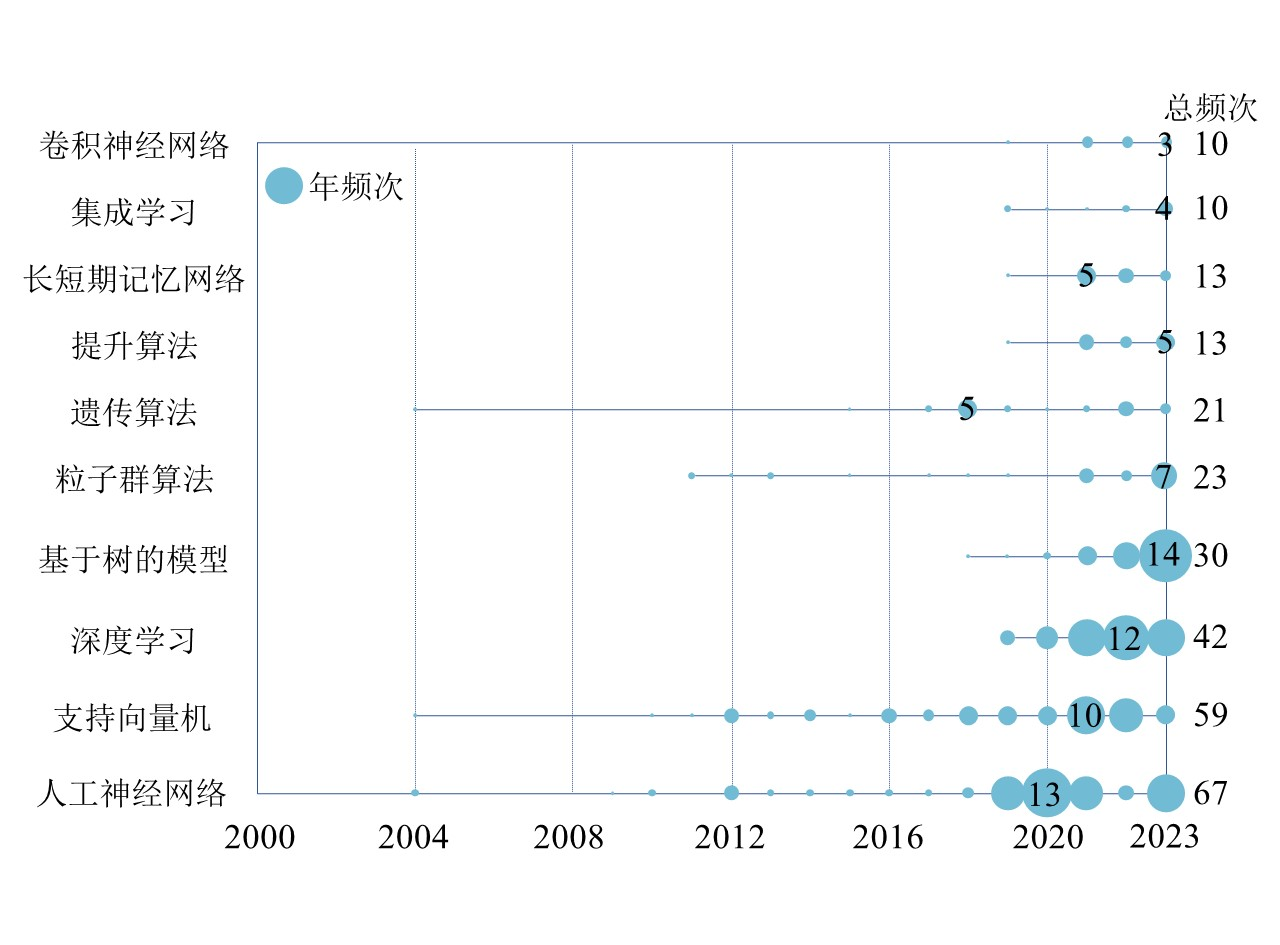 总频次
卷积神经网络 3 10
年频次
集成学习 4 10
长短期记忆网络 5 13
提升算法 5 13
遗传算法 5 21
粒子群算法 7 23
基于树的模型 14 30
深度学习 12 42
支持向量机 10 59
人工神经网络 13 67
2000 2004 2008 2012 2016 2020 2023